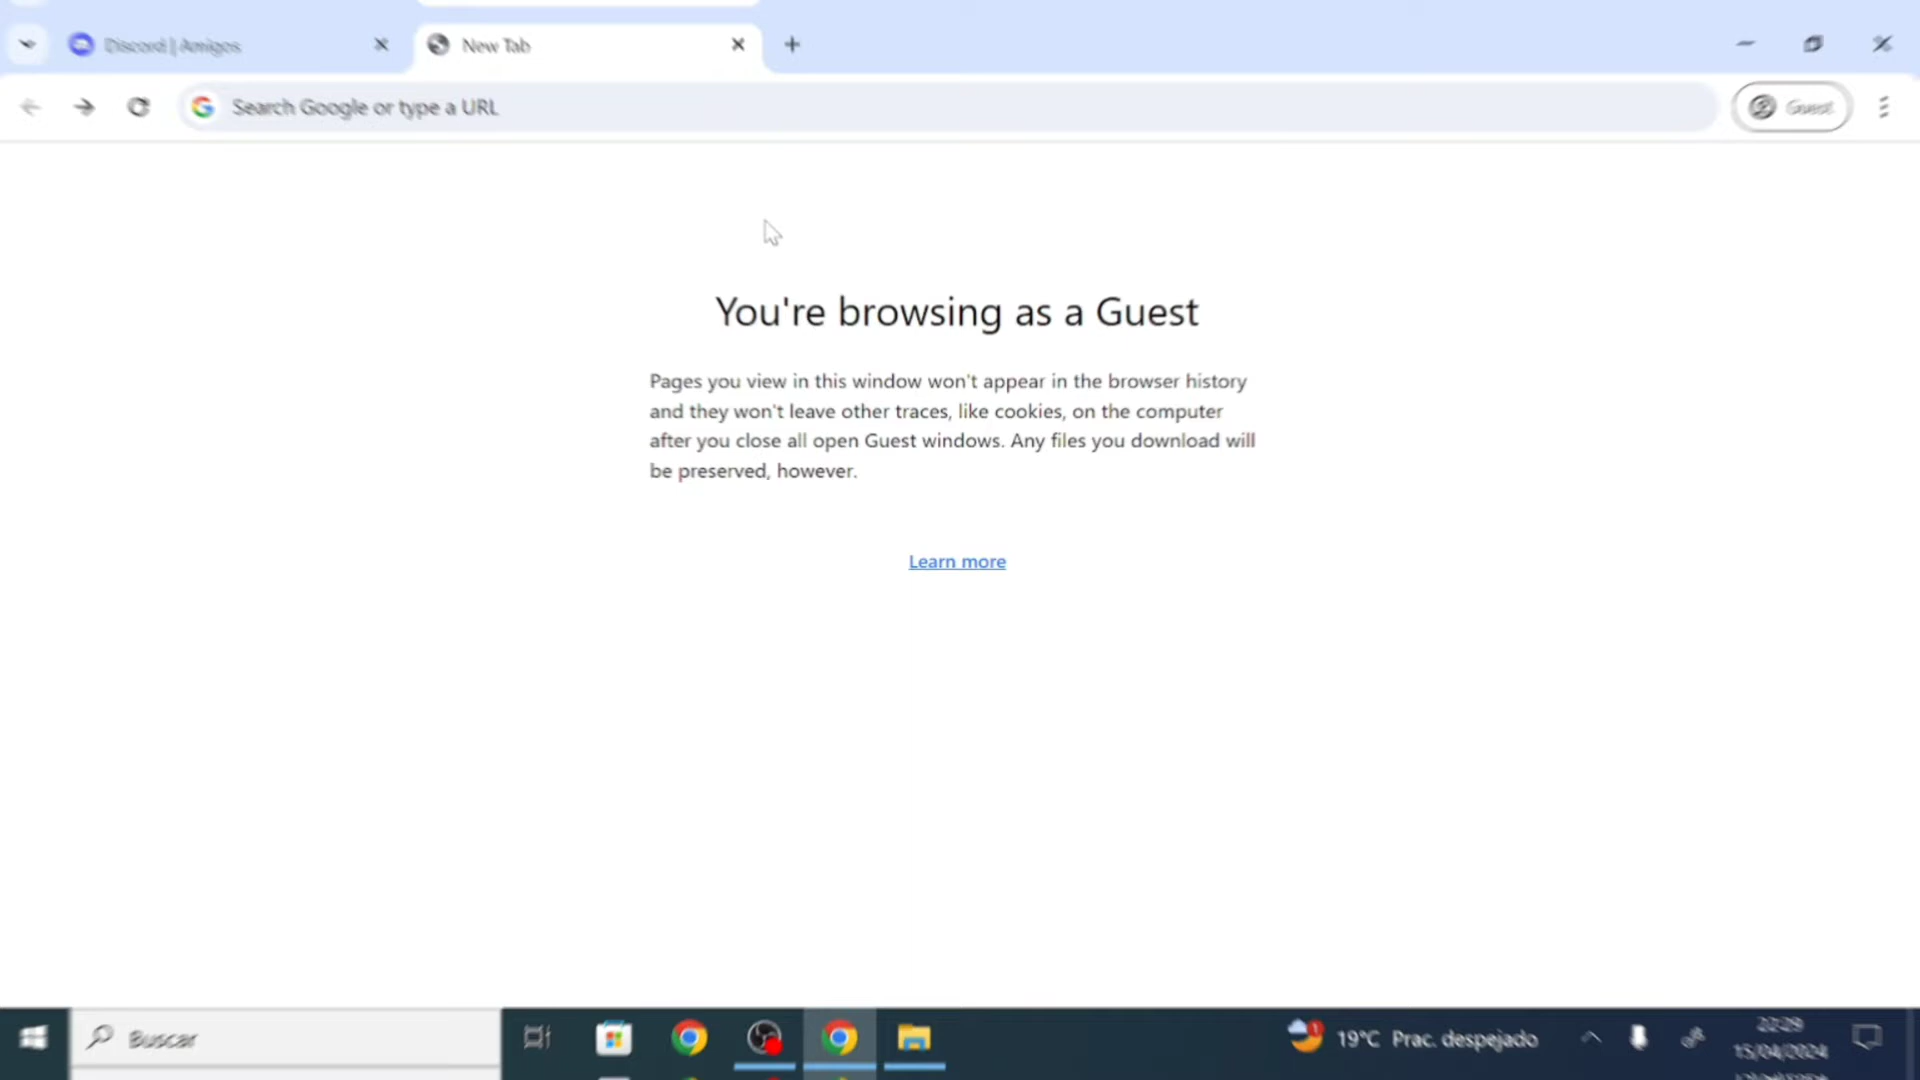 Discord | Amigos
New Tab
Search Google or type a URL
Guest
You're browsing as a Guest
Pages you view in this window won't appear in the browser history
and they won't leave other traces, like cookies, on the computer
after you close all open Guest windows. Any files you download will
be preserved, however.
Learn more
Buscar
1
19°C Prac. despejado
22:29
15/04/2024